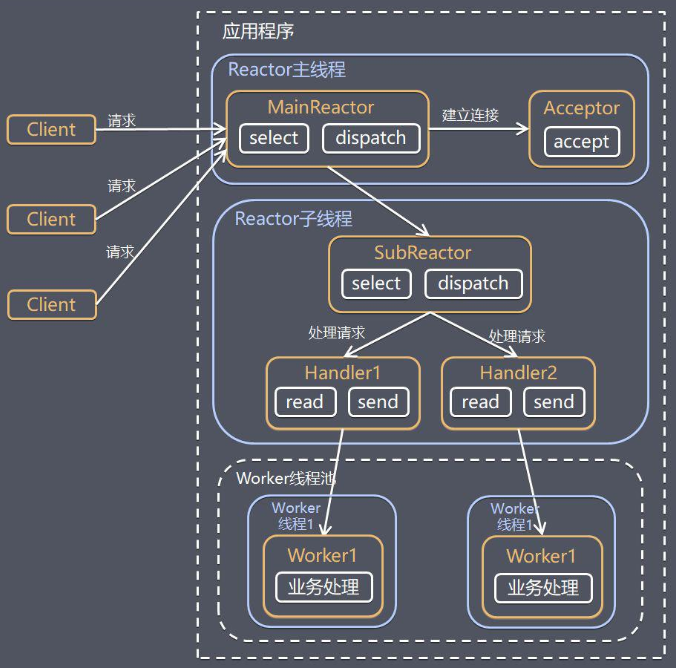 应用程序
Reactor主线程
MainReactor
select
dispatch
建立连接
Acceptor
accept
Client
请求
Client
请求
Client
请求
Reactor子线程
SubReactor
select
dispatch
处理请求
处理请求
Handler1
read
send
Handler2
read
send
Worker线程池
Worker
线程1
Worker1
业务处理
Worker
线程1
Worker1
业务处理